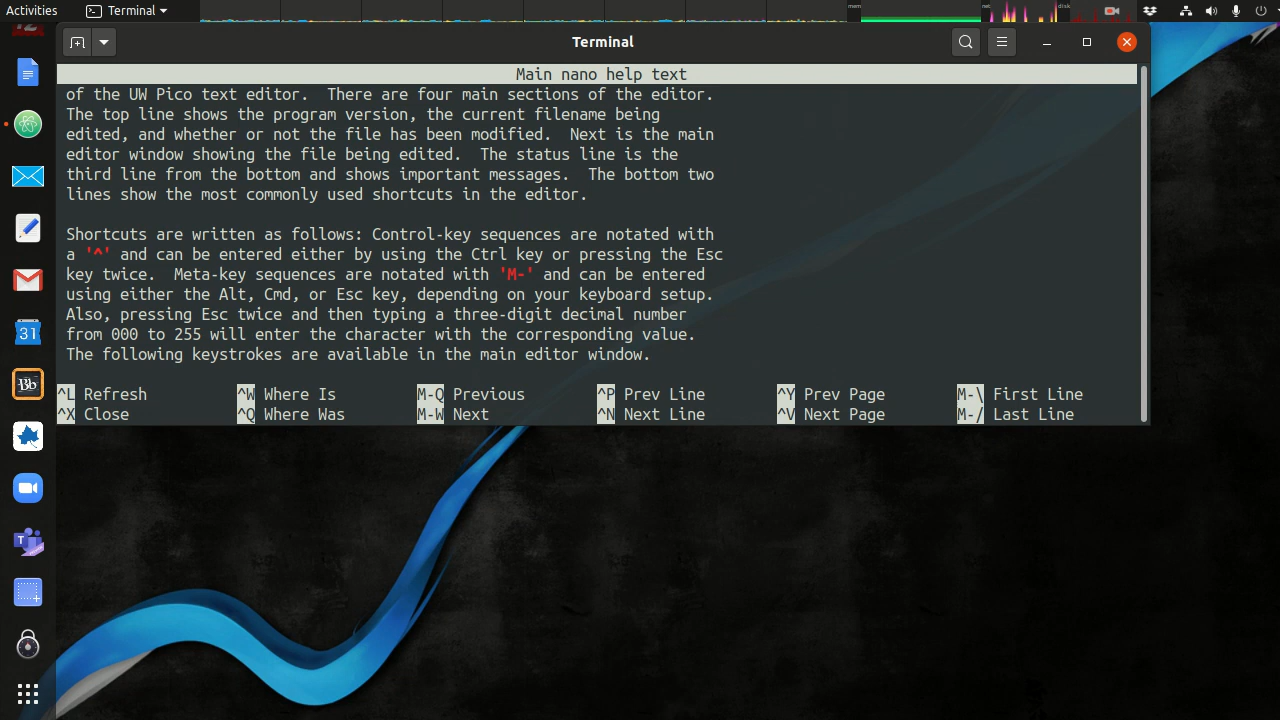 Activities
Terminal
mem
net
disk
Terminal
Main nano help text
of the UW Pico text editor.  There are four main sections of the editor.
The top line shows the program version, the current filename being
edited, and whether or not the file has been modified.  Next is the main
editor window showing the file being edited.  The status line is the
third line from the bottom and shows important messages.  The bottom two
lines show the most commonly used shortcuts in the editor.
Shortcuts are written as follows: Control-key sequences are notated with
a '^' and can be entered either by using the Ctrl key or pressing the Esc
key twice.  Meta-key sequences are notated with 'M-' and can be entered
using either the Alt, Cmd, or Esc key, depending on your keyboard setup.
Also, pressing Esc twice and then typing a three-digit decimal number
from 000 to 255 will enter the character with the corresponding value.
The following keystrokes are available in the main editor window.
^L Refresh ^W Where Is M-Q Previous ^P Prev Line ^Y Prev Page M-\ First Line
^X Close ^Q Where Was M-W Next ^N Next Line ^V Next Page M-/ Last Line
31
Bb
T